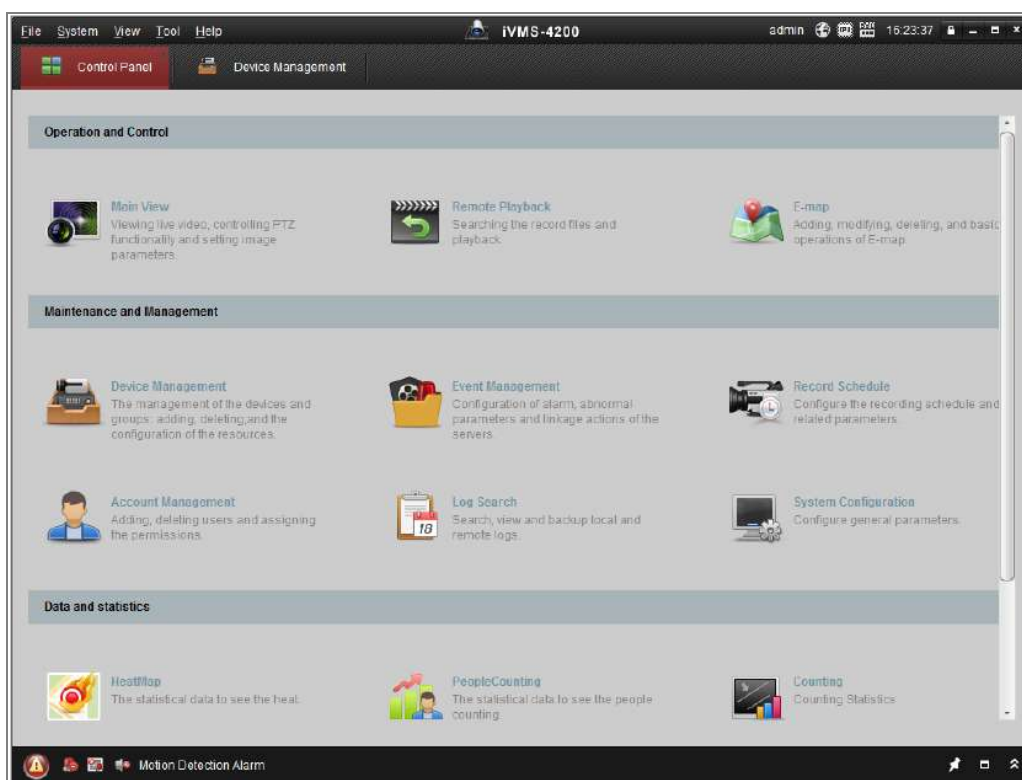 File System View Tool Help
iVMS-4200
admin
16:23:37
Control Panel
Device Management
Operation and Control
Main View
Viewing live video, controlling PTZ
functionality and setting image
parameters.
Remote Playback
Searching the record files and
playback.
E-map
Adding, modifying, deleting, and basic
operations of E-map.
Maintenance and Management
Device Management
The management of the devices and
groups: adding, deleting,and the
configuration of the resources.
Event Management
Configuration of alarm, abnormal
parameters and linkage actions of the
servers.
Record Schedule
Configure the recording schedule and
related parameters.
Account Management
Adding, deleting users and assigning
the permissions.
18
Log Search
Search, view and backup local and
remote logs.
System Configuration
Configure general parameters.
Data and statistics
HeatMap
The statistical data to see the heat.
PeopleCounting
The statistical data to see the people
counting.
Counting
Counting Statistics
Motion Detection Alarm